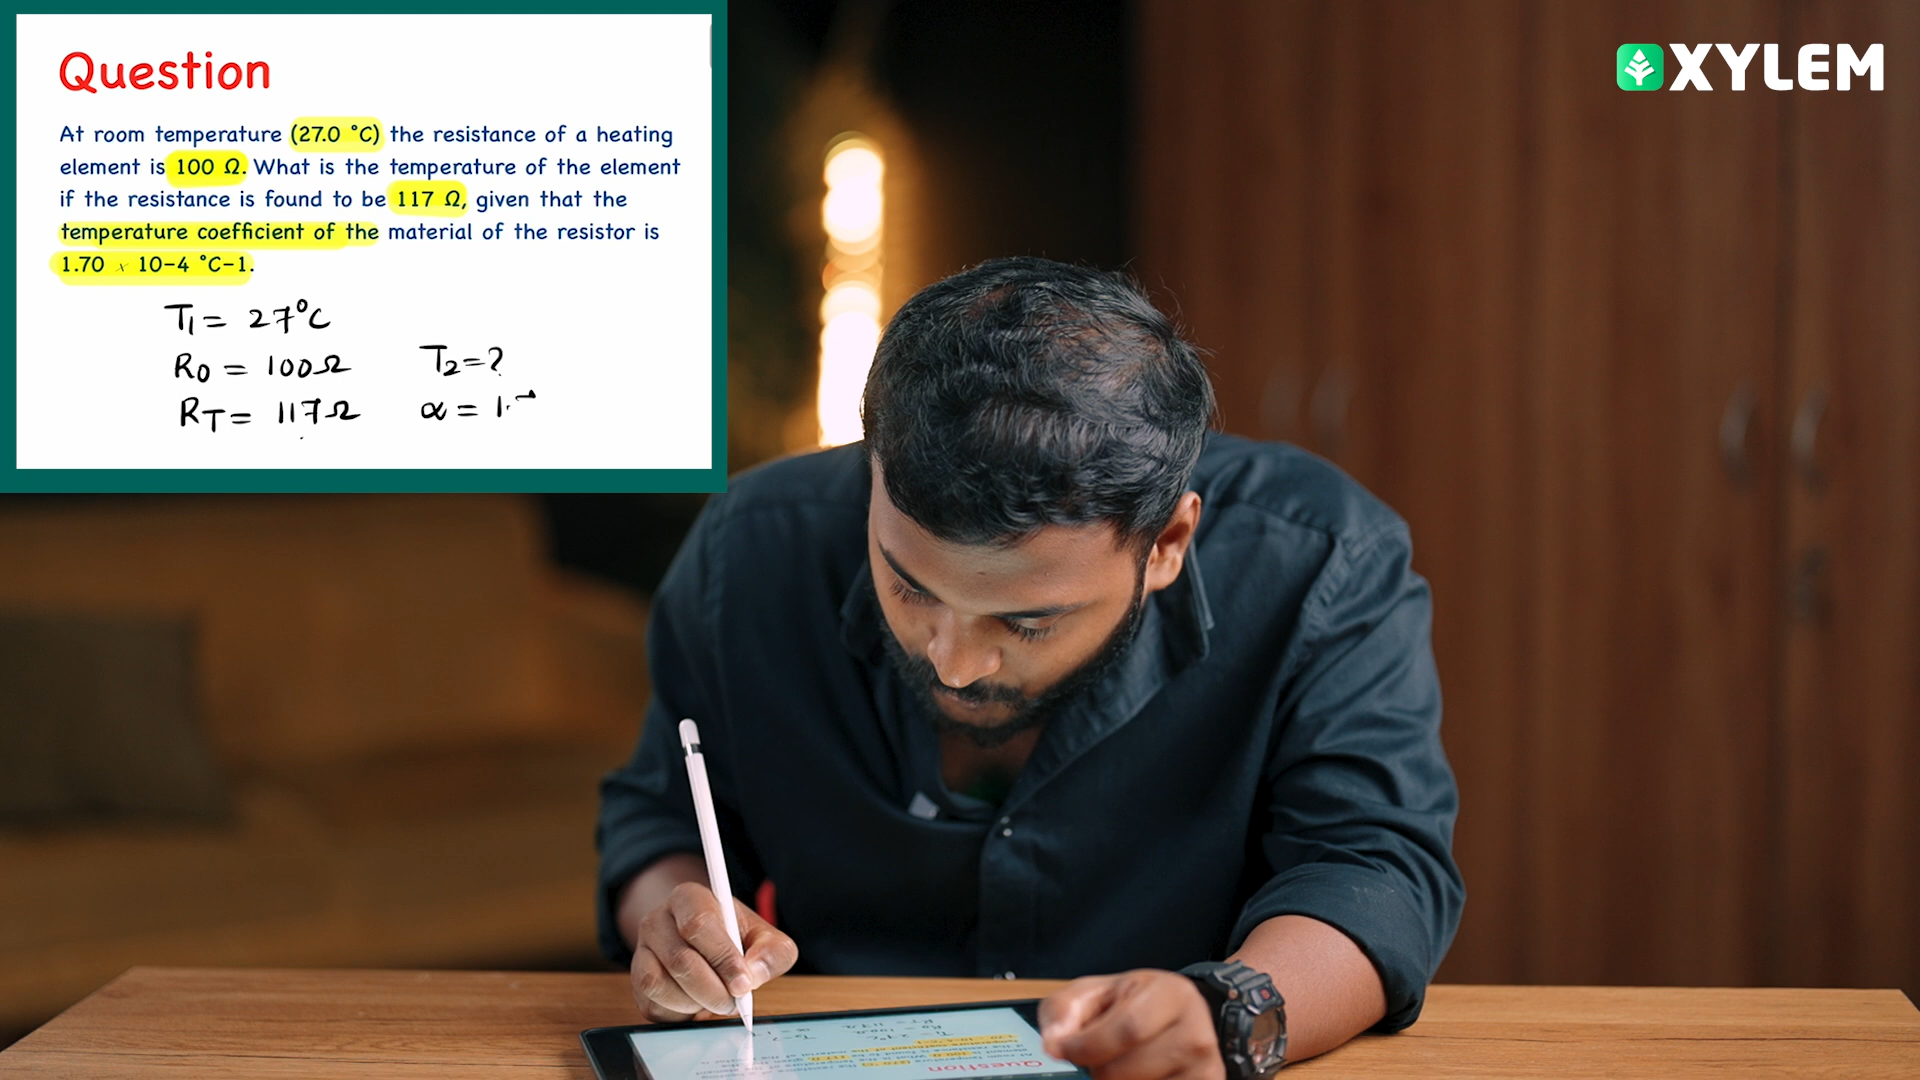 Question
At room temperature (27.0 °C) the resistance of a heating
element is 100 Ω. What is the temperature of the element
if the resistance is found to be 117 Ω, given that the
temperature coefficient of the material of the resistor is
1.70 x 10-4 °C-1.
T1 = 27°C
R0 = 100Ω
T2=?
RT = 117Ω
α = 1.
XYLEM
Question